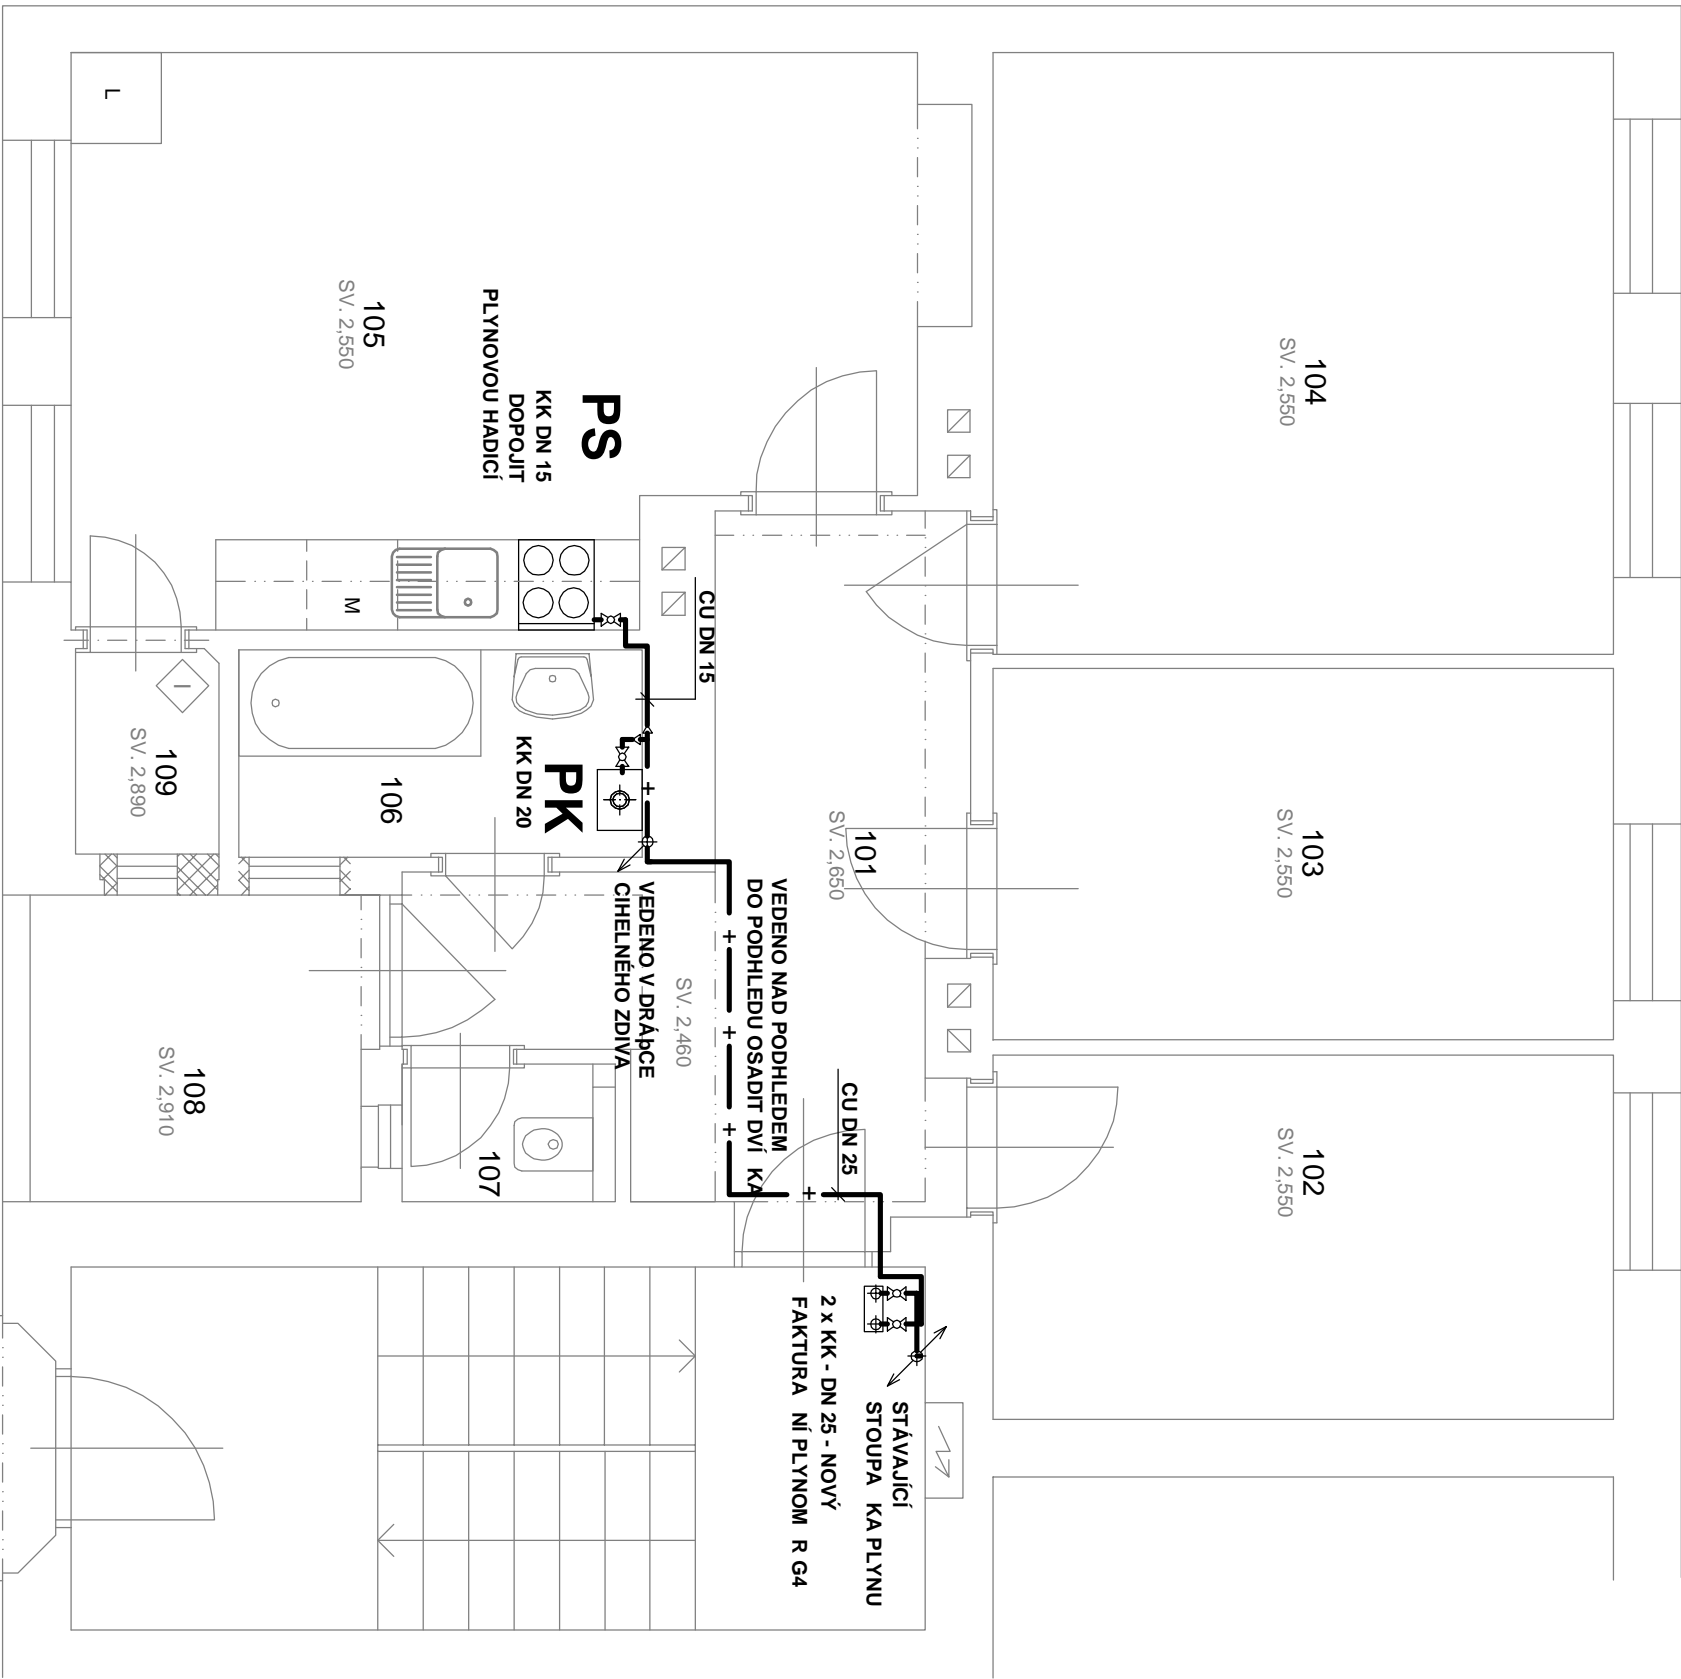 104
SV. 2,550
103
SV. 2,550
102
SV. 2,550
L
105
SV. 2,550
PS
KK DN 15
DOPOJIT
PLYNOVOU HADICÍ
M
CU DN 15
101
SV. 2,650
VEDENO NAD PODHLEDEM
DO PODHLEDU OSADIT DVÍ KA
CU DN 25
STÁVAJÍCÍ
STOUPA KA PLYNU
2 x KK - DN 25 - NOVÝ
FAKTURA NÍ PLYNOM R G4
SV. 2,460
VEDENO V DRÁþCE
CIHELNÉHO ZDIVA
PK
KK DN 20
106
107
I
109
SV. 2,890
108
SV. 2,910